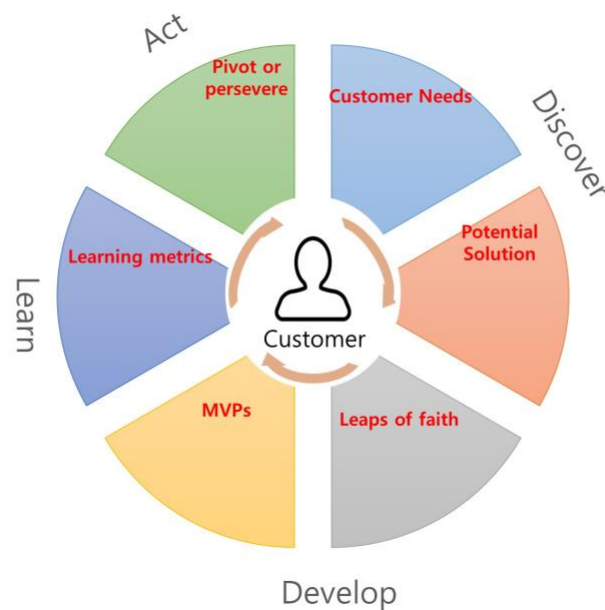 Act
Pivot or
persevere
Customer Needs
Discover
Potential
Solution
Learning metrics
Learn
Customer
MVPs
Leaps of faith
Develop